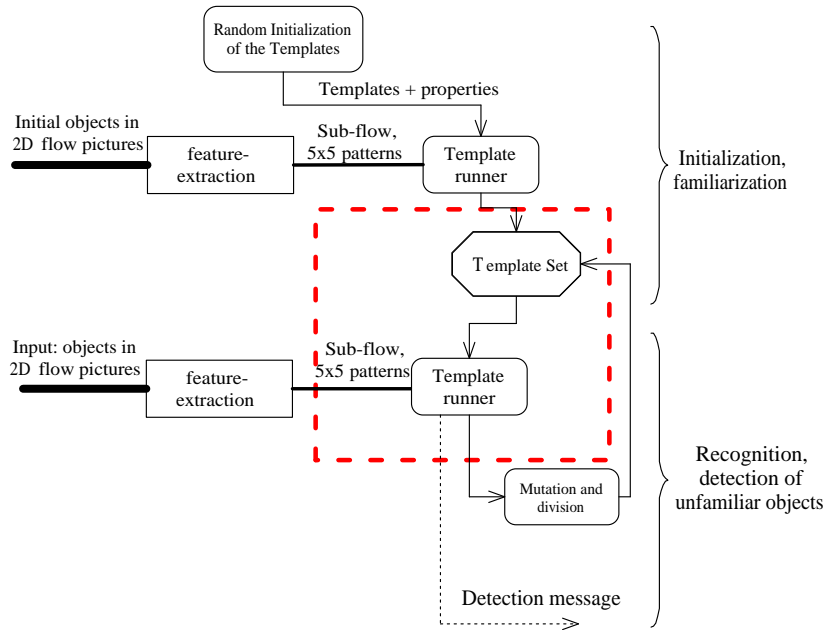 Random Initialization
of the Templates
Templates + properties
Initial objects in
2D flow pictures
feature-
extraction
Sub-flow,
5x5 patterns
Template
runner
Initialization,
familiarization
Template Set
Input: objects in
2D flow pictures
feature-
extraction
Sub-flow,
5x5 patterns
Template
runner
Mutation and
division
Recognition,
detection of
unfamiliar objects
Detection message